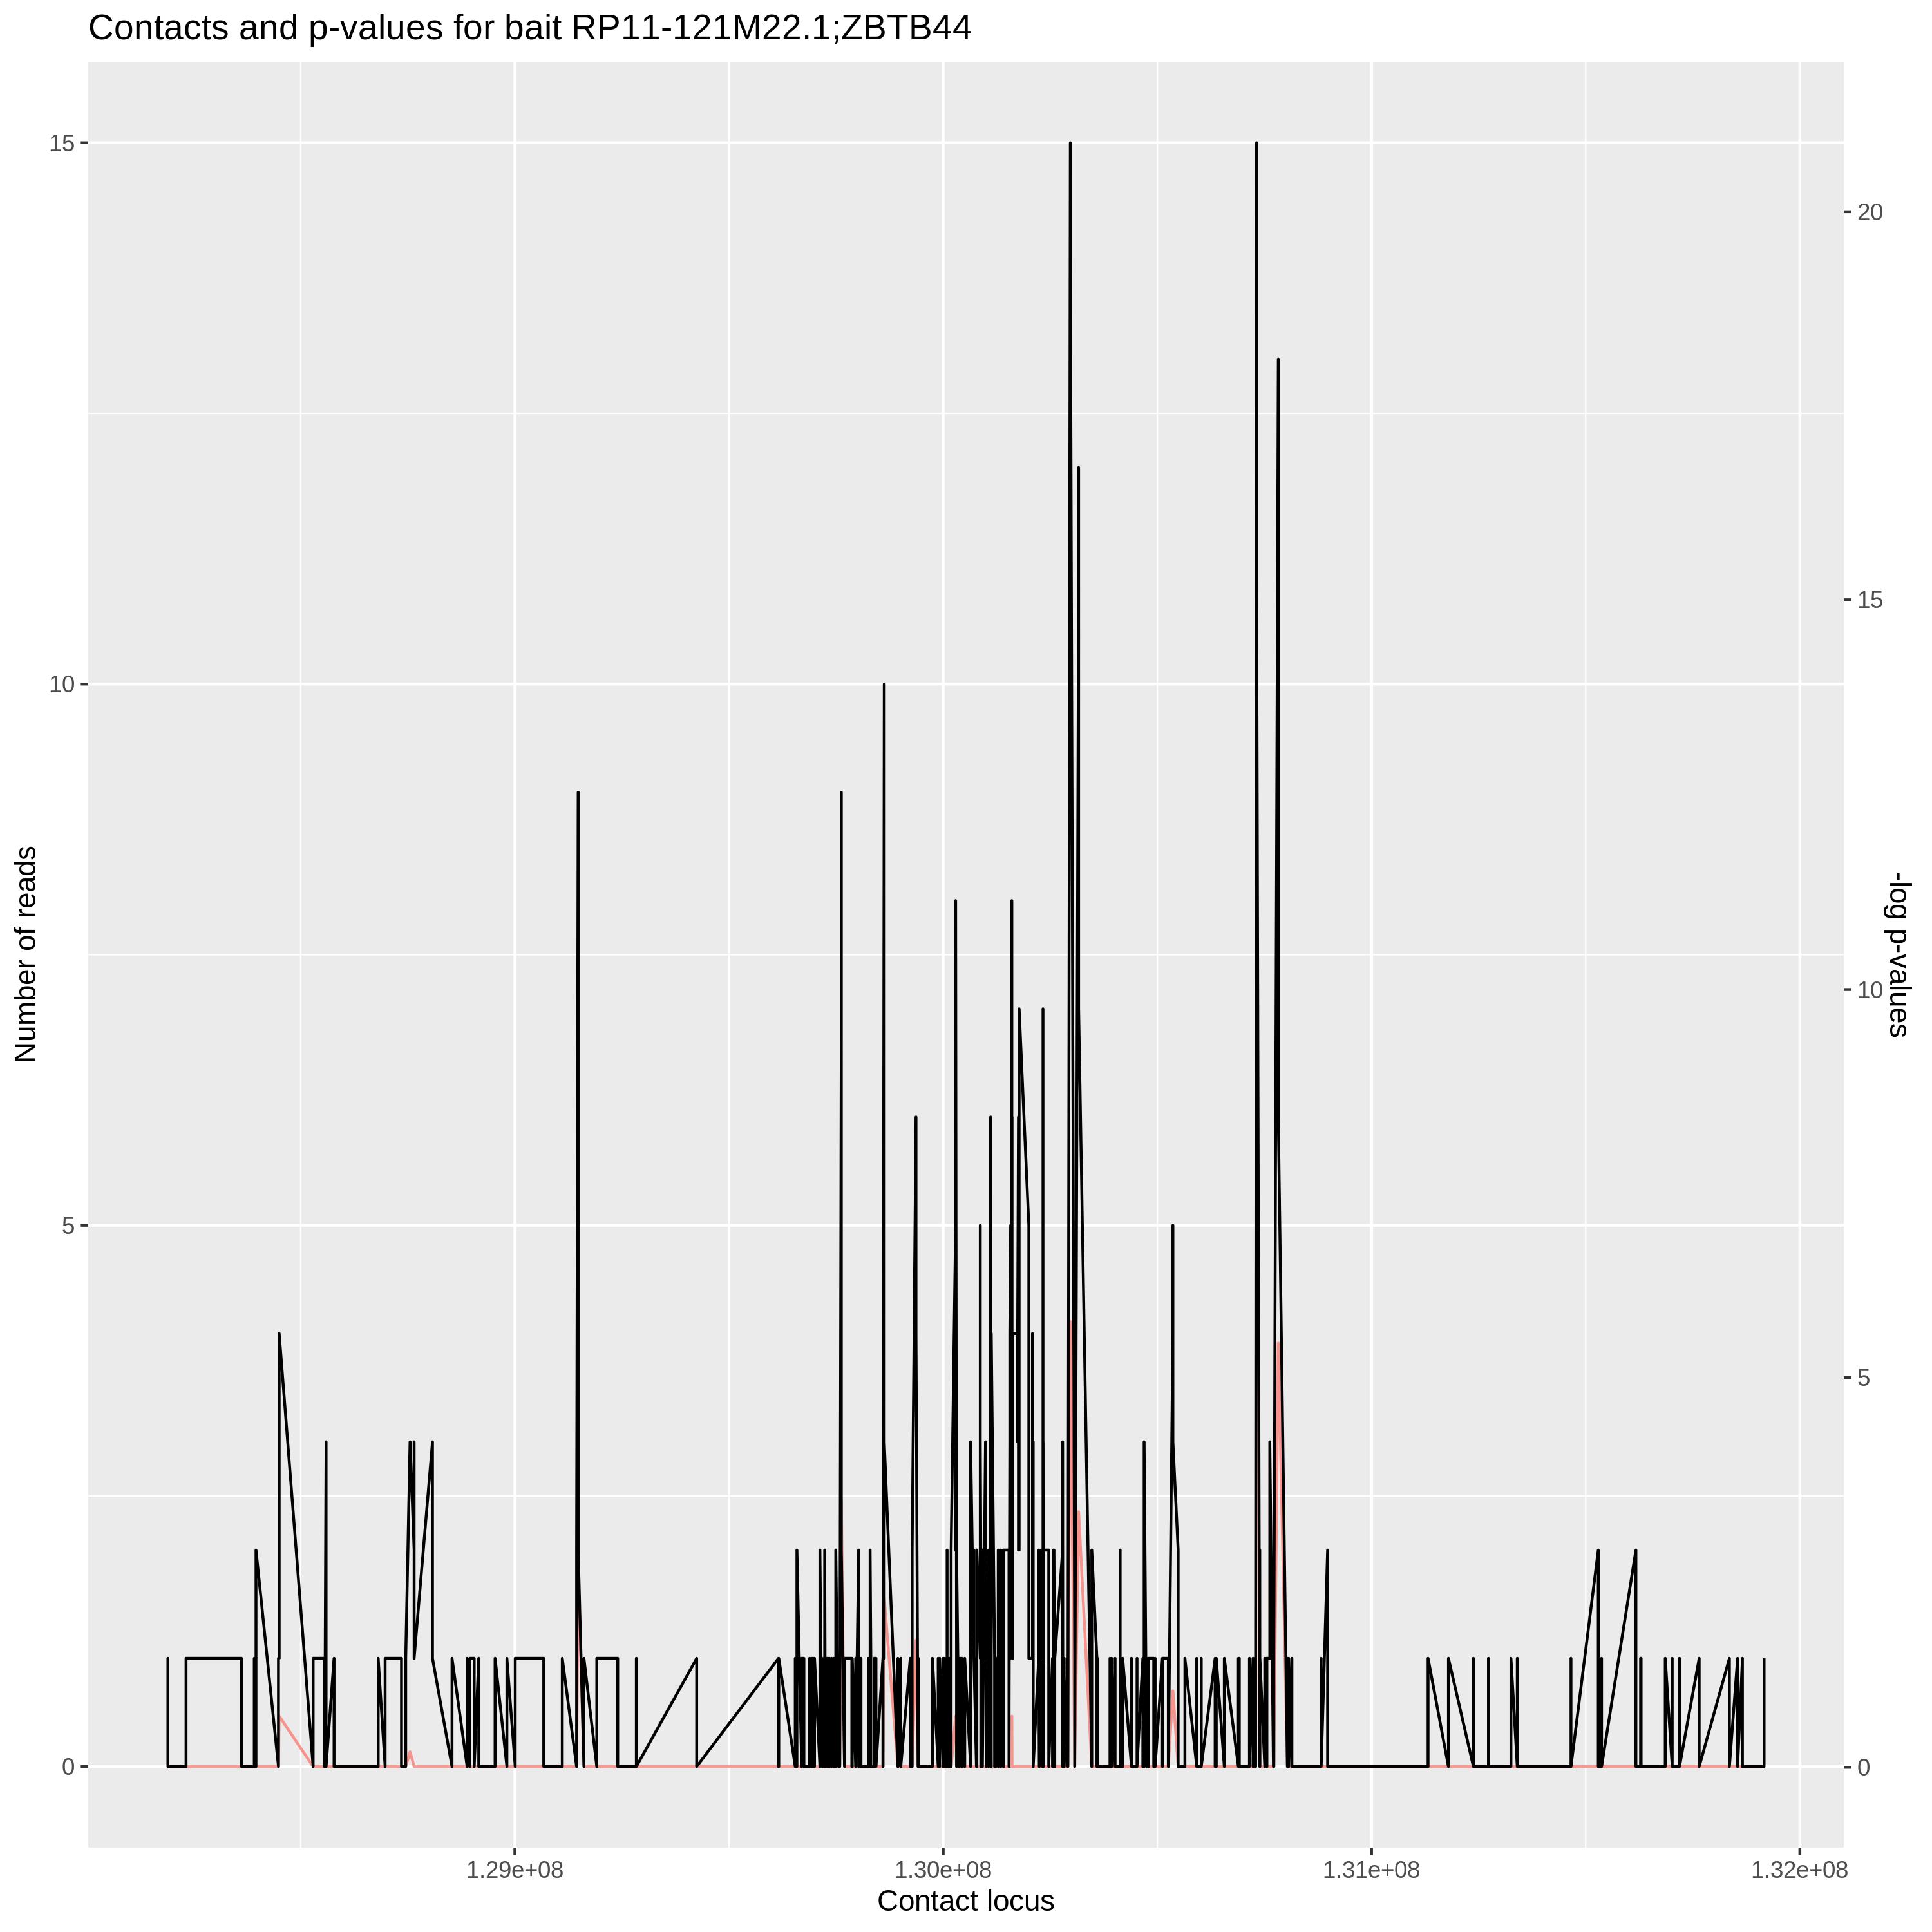 Contacts and p-values for bait RP11-121M22.1;ZBTB44
15
10
5
0
Number of reads
20
15
10
5
0
-log p-values
1.29e+08
1.30e+08
1.31e+08
1.32e+08
Contact locus